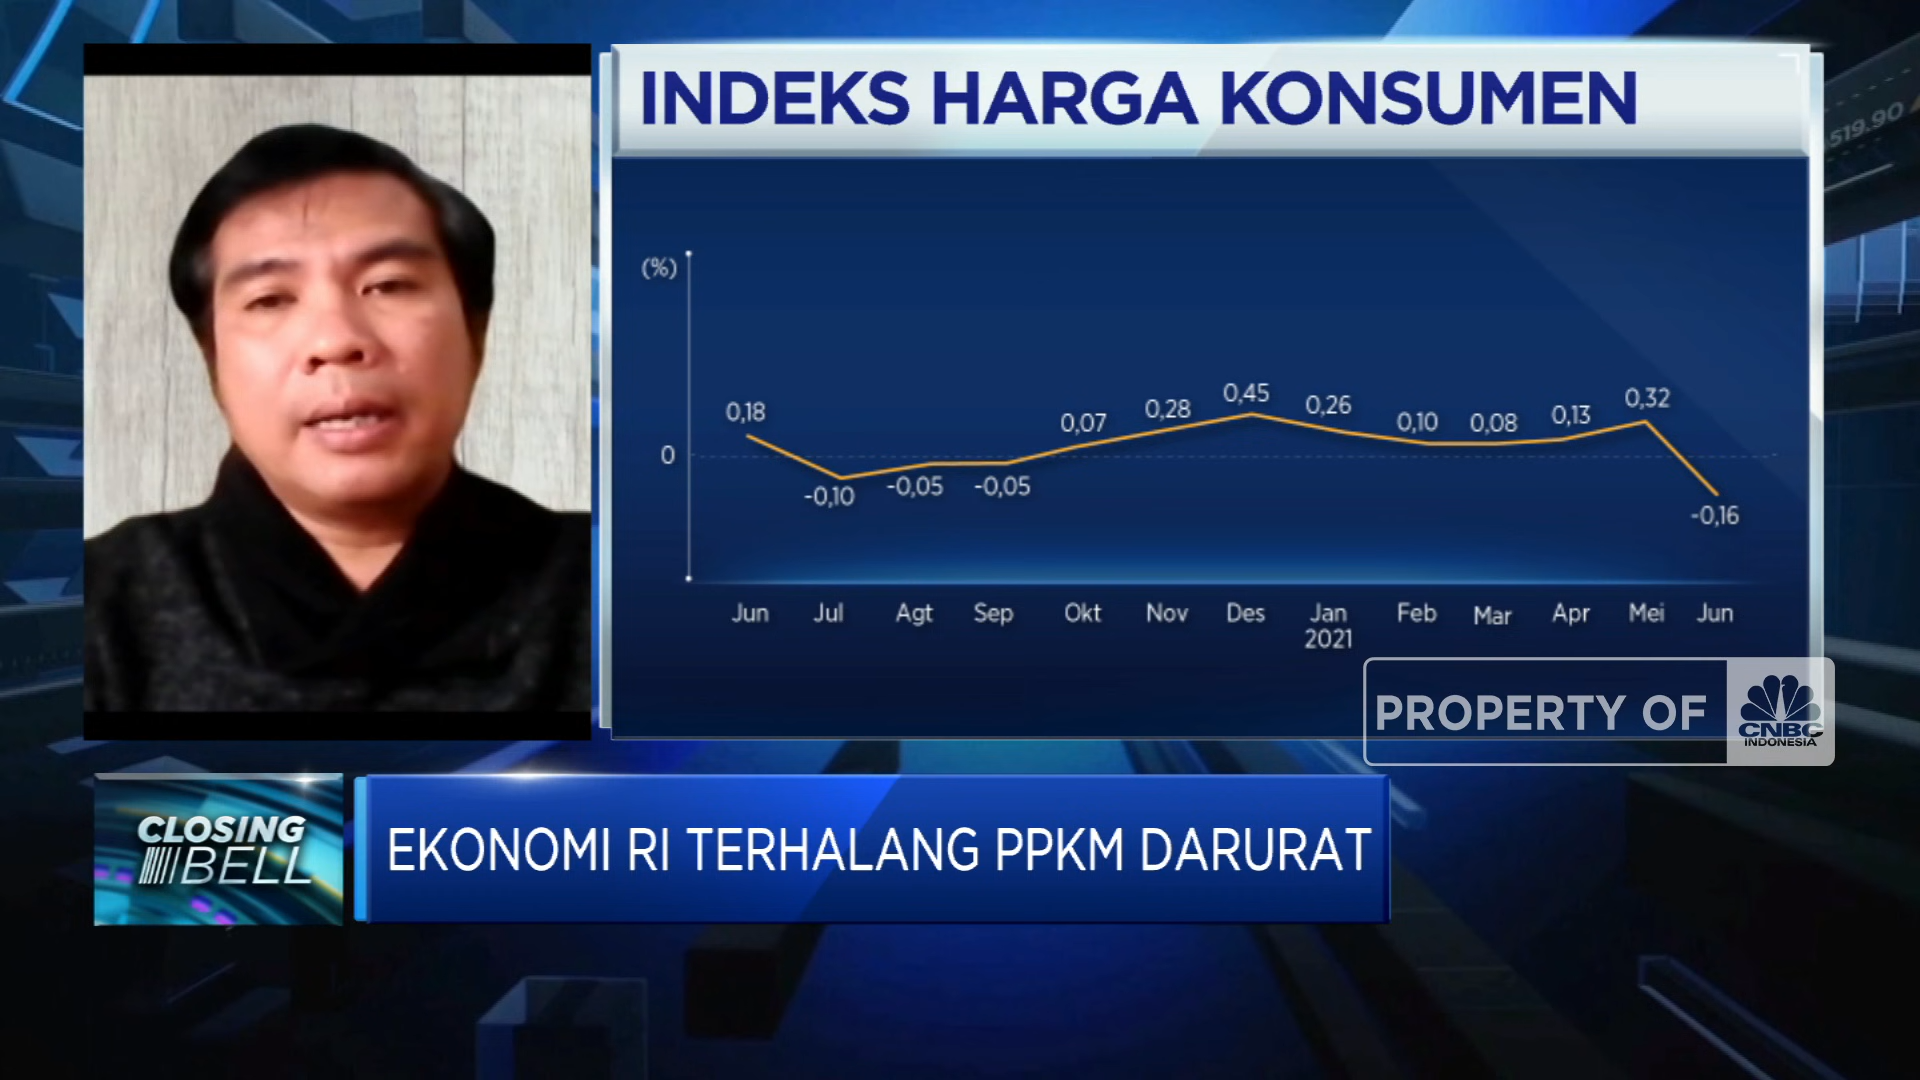 INDEKS HARGA KONSUMEN
519.90
(%)
0
0,18
-0,10
-0,05
-0,05
0,07
0,28
0,45
0,26
0,10
0,08
0,13
0,32
-0,16
Jun Jul Agt Sep Okt Nov Des Jan Feb Mar Apr Mei Jun
2021
PROPERTY OF CNBC
INDONESIA
CLOSING
BELL
EKONOMI RI TERHALANG PPKM DARURAT